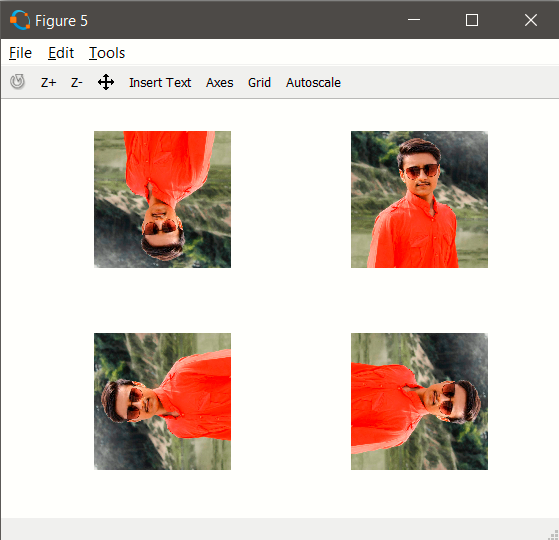 Figure 5
File Edit Tools
Z+ Z- Insert Text Axes Grid Autoscale